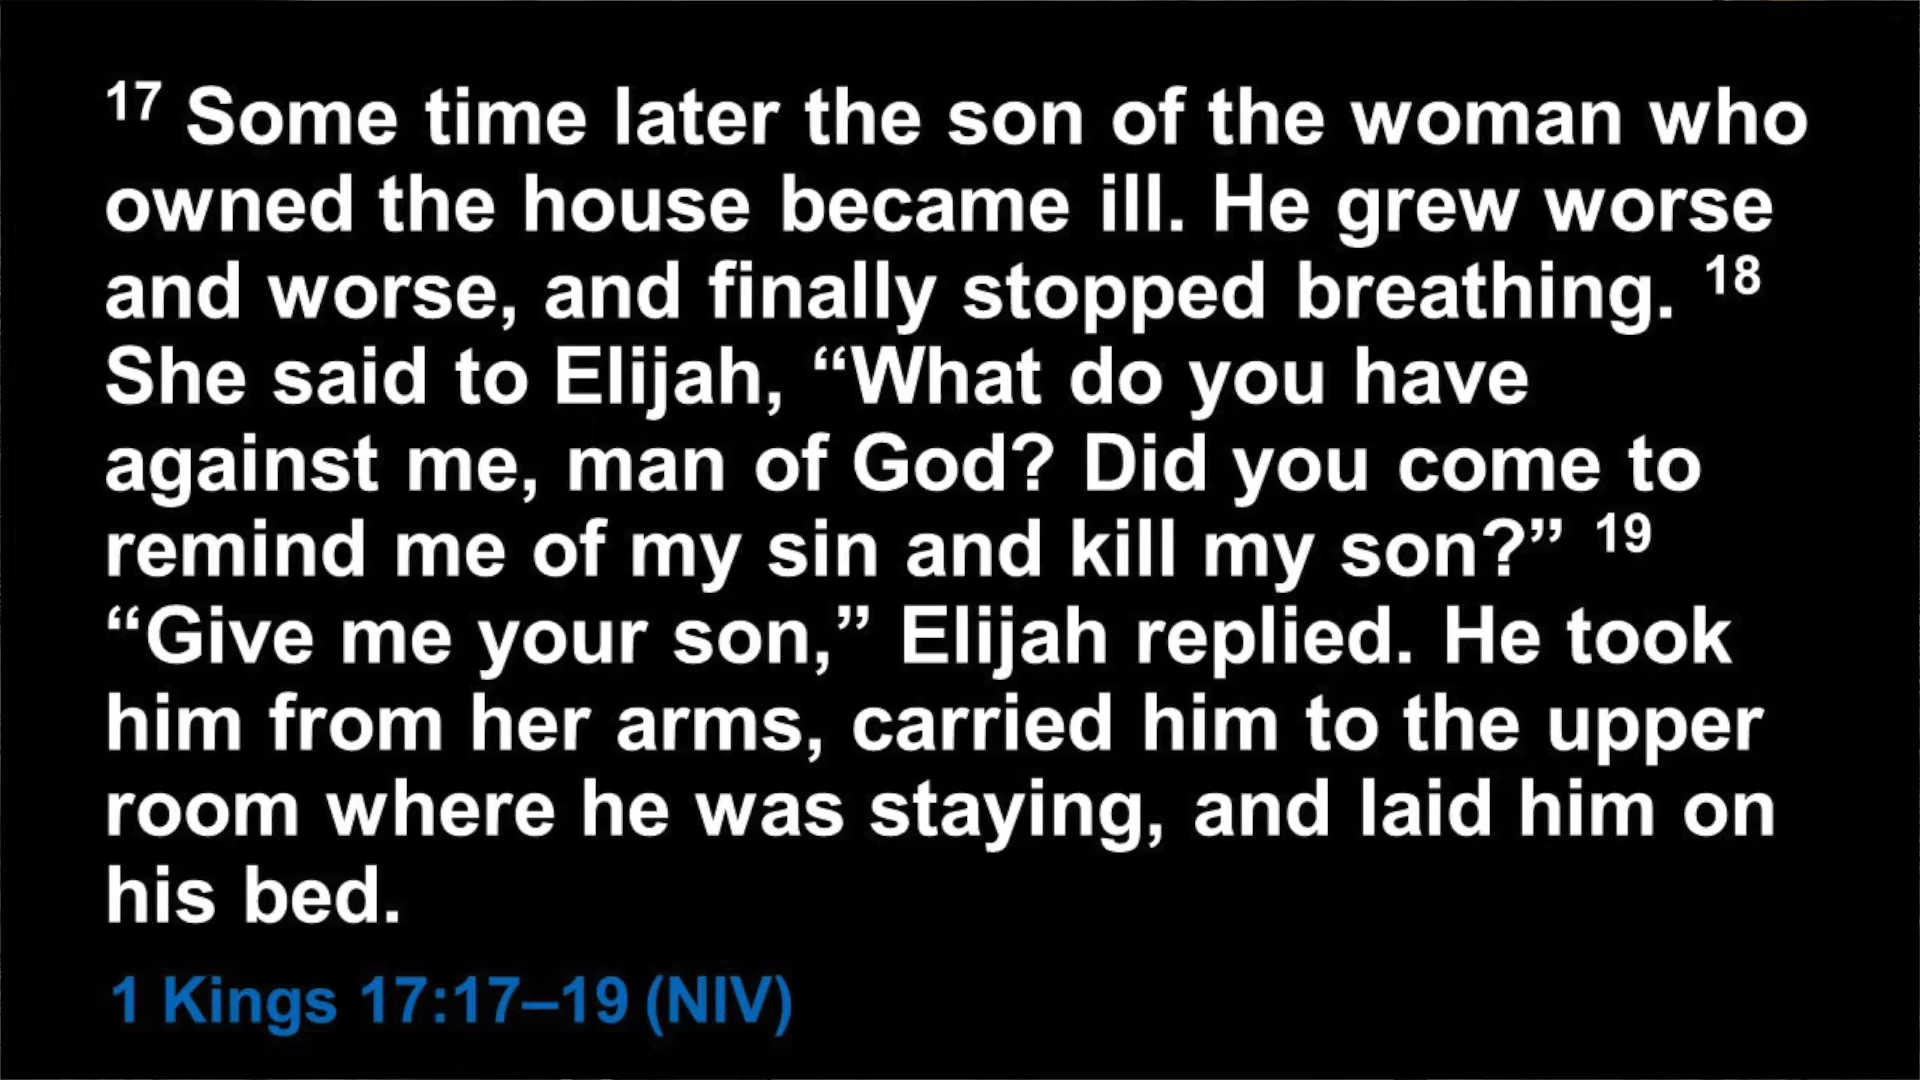 17 Some time later the son of the woman who
owned the house became ill. He grew worse
and worse, and finally stopped breathing. 18
She said to Elijah, “What do you have
against me, man of God? Did you come to
remind me of my sin and kill my son?” 19
“Give me your son,” Elijah replied. He took
him from her arms, carried him to the upper
room where he was staying, and laid him on
his bed.
1 Kings 17:17–19 (NIV)